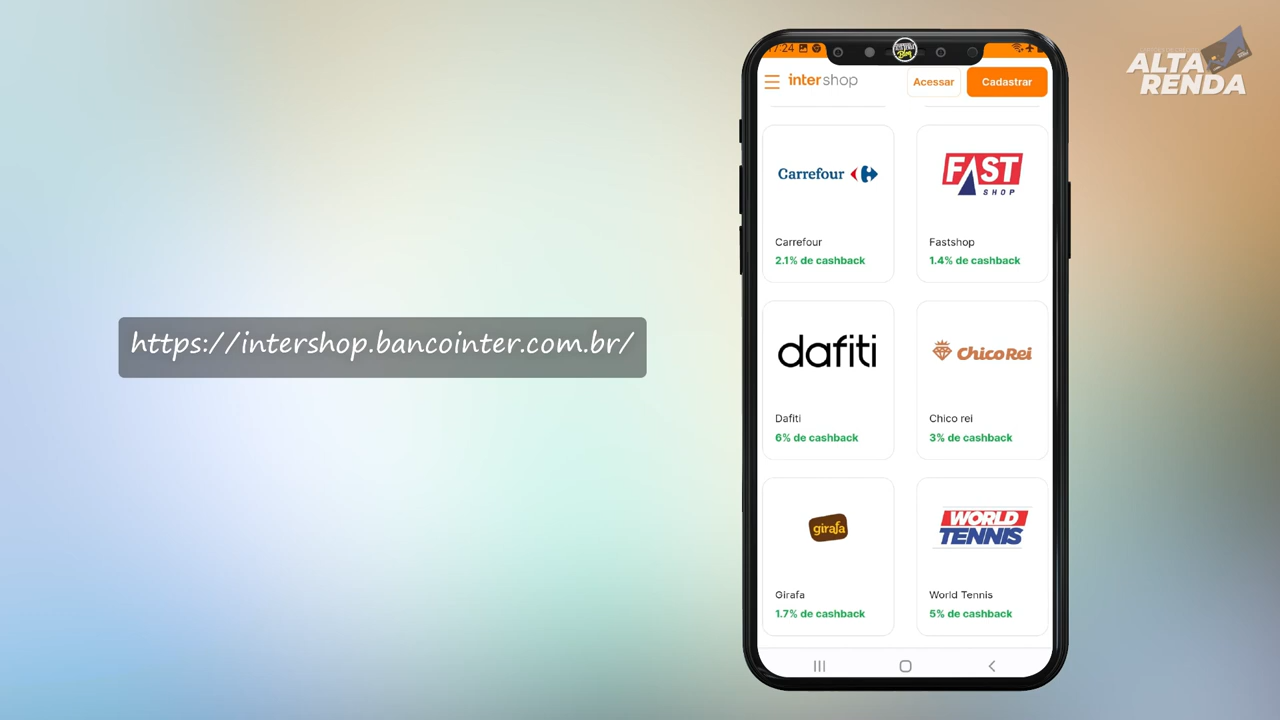 17:24
ALTA
RENDA
inter shop
Acessar
Cadastrar
Carrefour
FAST
SHOP
Carrefour
2.1% de cashback
Fastshop
1.4% de cashback
https://intershop.bancointer.com.br/
dafiti
ChicoRei
Dafiti
6% de cashback
Chico rei
3% de cashback
girafa
WORLD
TENNIS
Girafa
1.7% de cashback
World Tennis
5% de cashback